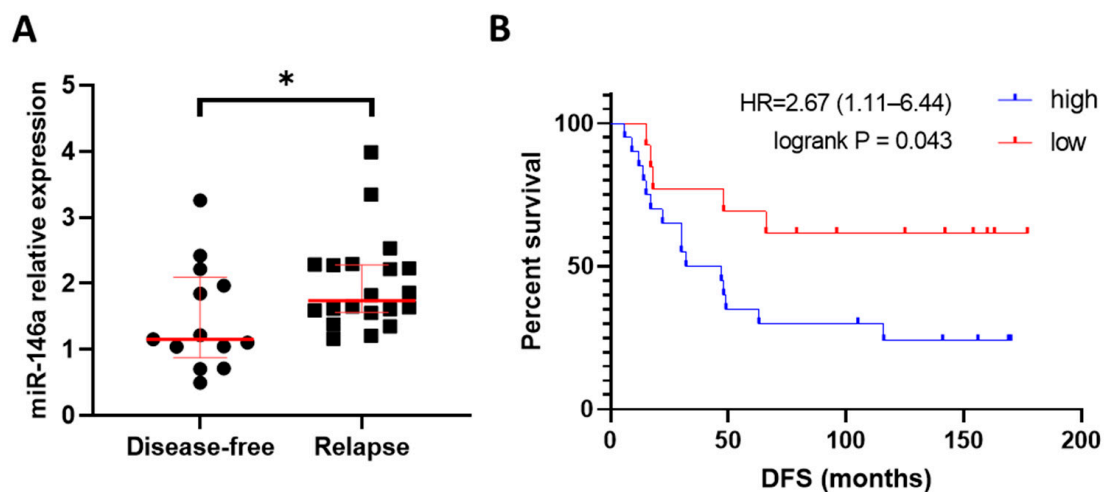 A
miR-146a relative expression
5
4
3
2
1
0
*
Disease-free
Relapse
B
HR=2.67 (1.11–6.44)
logrank P = 0.043
high
low
Percent survival
100
50
0
0
50
100
150
200
DFS (months)